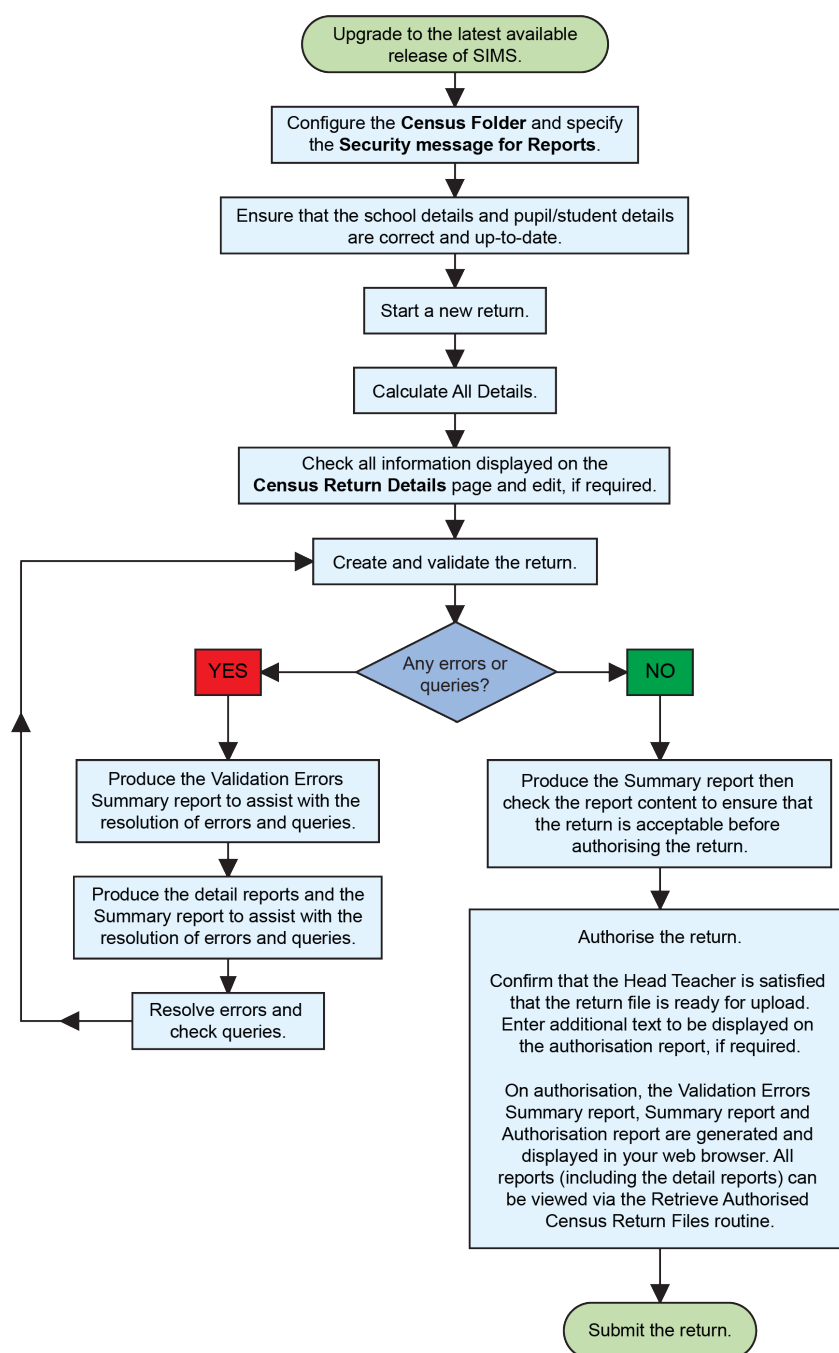 Upgrade to the latest available
release of SIMS.
Configure the Census Folder and specify
the Security message for Reports.
Ensure that the school details and pupil/student details
are correct and up-to-date.
Start a new return.
Calculate All Details.
Check all information displayed on the
Census Return Details page and edit, if required.
Create and validate the return.
Any errors or
queries?
YES
NO
Produce the Validation Errors
Summary report to assist with the
resolution of errors and queries.
Produce the detail reports and the
Summary report to assist with the
resolution of errors and queries.
Resolve errors and
check queries.
Produce the Summary report then
check the report content to ensure that
the return is acceptable before
authorising the return.
Authorise the return.
Confirm that the Head Teacher is satisfied
that the return file is ready for upload.
Enter additional text to be displayed on
the authorisation report, if required.
On authorisation, the Validation Errors
Summary report, Summary report and
Authorisation report are generated and
displayed in your web browser. All
reports (including the detail reports) can
be viewed via the Retrieve Authorised
Census Return Files routine.
Submit the return.